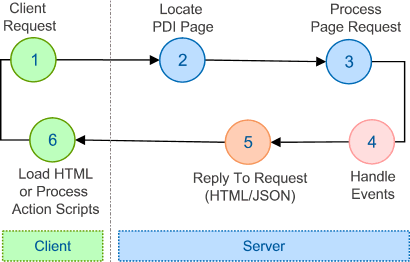 Client
Request
Locate
PDI Page
Process
Page Request
1
2
3
6
5
4
Load HTML
or Process
Action Scripts
Reply To Request
(HTML/JSON)
Handle
Events
Client
Server